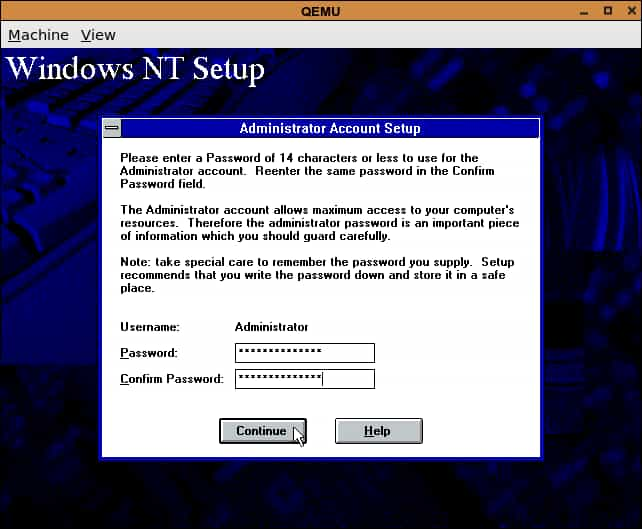 QEMU
Machine View
Windows NT Setup
Administrator Account Setup
Please enter a Password of 14 characters or less to use for the
Administrator account. Reenter the same password in the Confirm
Password field.
The Administrator account allows maximum access to your computer's
resources. Therefore the administrator password is an important piece
of information which you should guard carefully.
Note: take special care to remember the password you supply. Setup
recommends that you write the password down and store it in a safe
place.
Username: Administrator
Password: **************
Confirm Password: **************
Continue Help